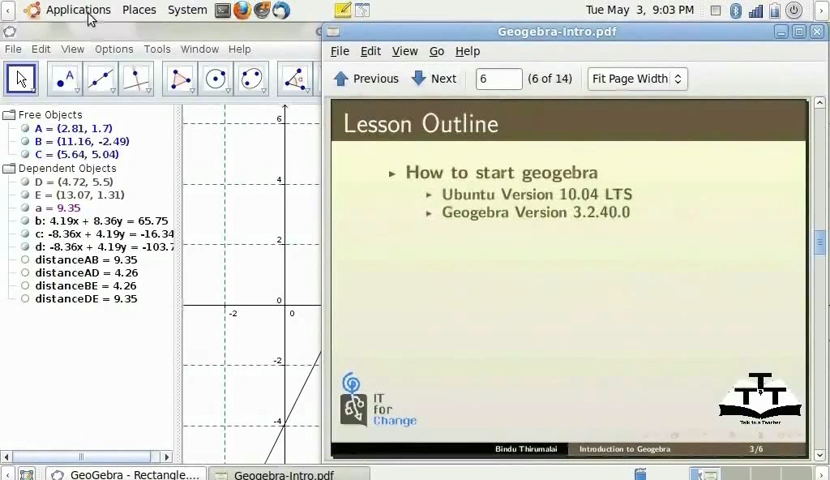 Applications Places System
Tue May 3, 9:03 PM
File Edit View Options Tools Window Help
A
Free Objects
A = (2.81, 1.7)
B = (11.16, -2.49)
C = (5.64, 5.04)
Dependent Objects
D = (4.72, 5.5)
E = (13.07, 1.31)
a = 9.35
b: 4.19x + 8.36y = 65.75
c: -8.36x + 4.19y = -16.34
d: -8.36x + 4.19y = -103.7
distanceAB = 9.35
distanceAD = 4.26
distanceBE = 4.26
distanceDE = 9.35
6
4
2
0
-2 0
-2
-4
Geogebra-Intro.pdf
File Edit View Go Help
Previous Next 6 (6 of 14) Fit Page Width
Lesson Outline
How to start geogebra
Ubuntu Version 10.04 LTS
Geogebra Version 3.2.40.0
IT
for
Change
TTT
Talk to a Teacher
Bindu Thirumalai Introduction to Geogebra 3/6
GeoGebra - Rectangle.... Geogebra-Intro.pdf